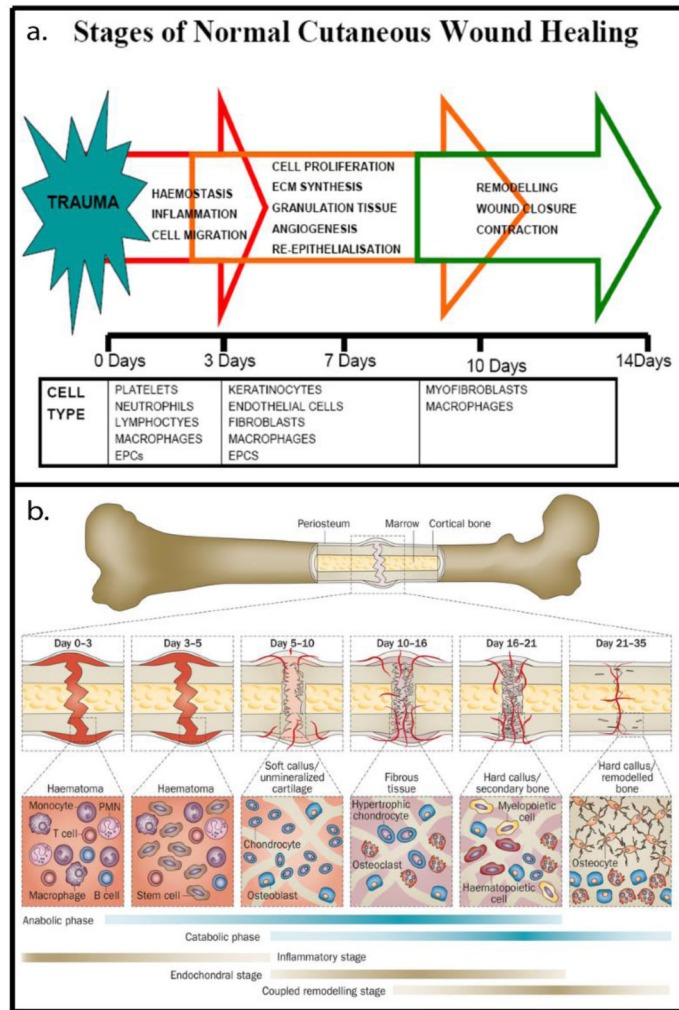 a. Stages of Normal Cutaneous Wound Healing
TRAUMA
HAEMOSTASIS
INFLAMMATION
CELL MIGRATION
CELL PROLIFERATION
ECM SYNTHESIS
GRANULATION TISSUE
ANGIOGENESIS
RE-EPITHELIALISATION
REMODELLING
WOUND CLOSURE
CONTRACTION
0 Days 3 Days 7 Days 10 Days 14Days
CELL
TYPE
PLATELETS
NEUTROPHILS
LYMPHOCTYES
MACROPHAGES
EPCs
KERATINOCYTES
ENDOTHELIAL CELLS
FIBROBLASTS
MACROPHAGES
EPCS
MYOFIBROBLASTS
MACROPHAGES
b.
Periosteum Marrow Cortical bone
Day 0–3 Day 3–5 Day 5–10 Day 10–16 Day 16–21 Day 21–35
Haematoma
Monocyte PMN
T cell
Macrophage B cell
Haematoma
Stem cell
Soft callus/
unmineralized
cartilage
Chondrocyte
Osteoblast
Fibrous
tissue
Hypertrophic
chondrocyte
Osteoclast
Hard callus/
secondary bone
Myelopoietic
cell
Haematopoietic
cell
Hard callus/
remodelled
bone
Osteocyte
Anabolic phase
Catabolic phase
Inflammatory stage
Endochondral stage
Coupled remodelling stage